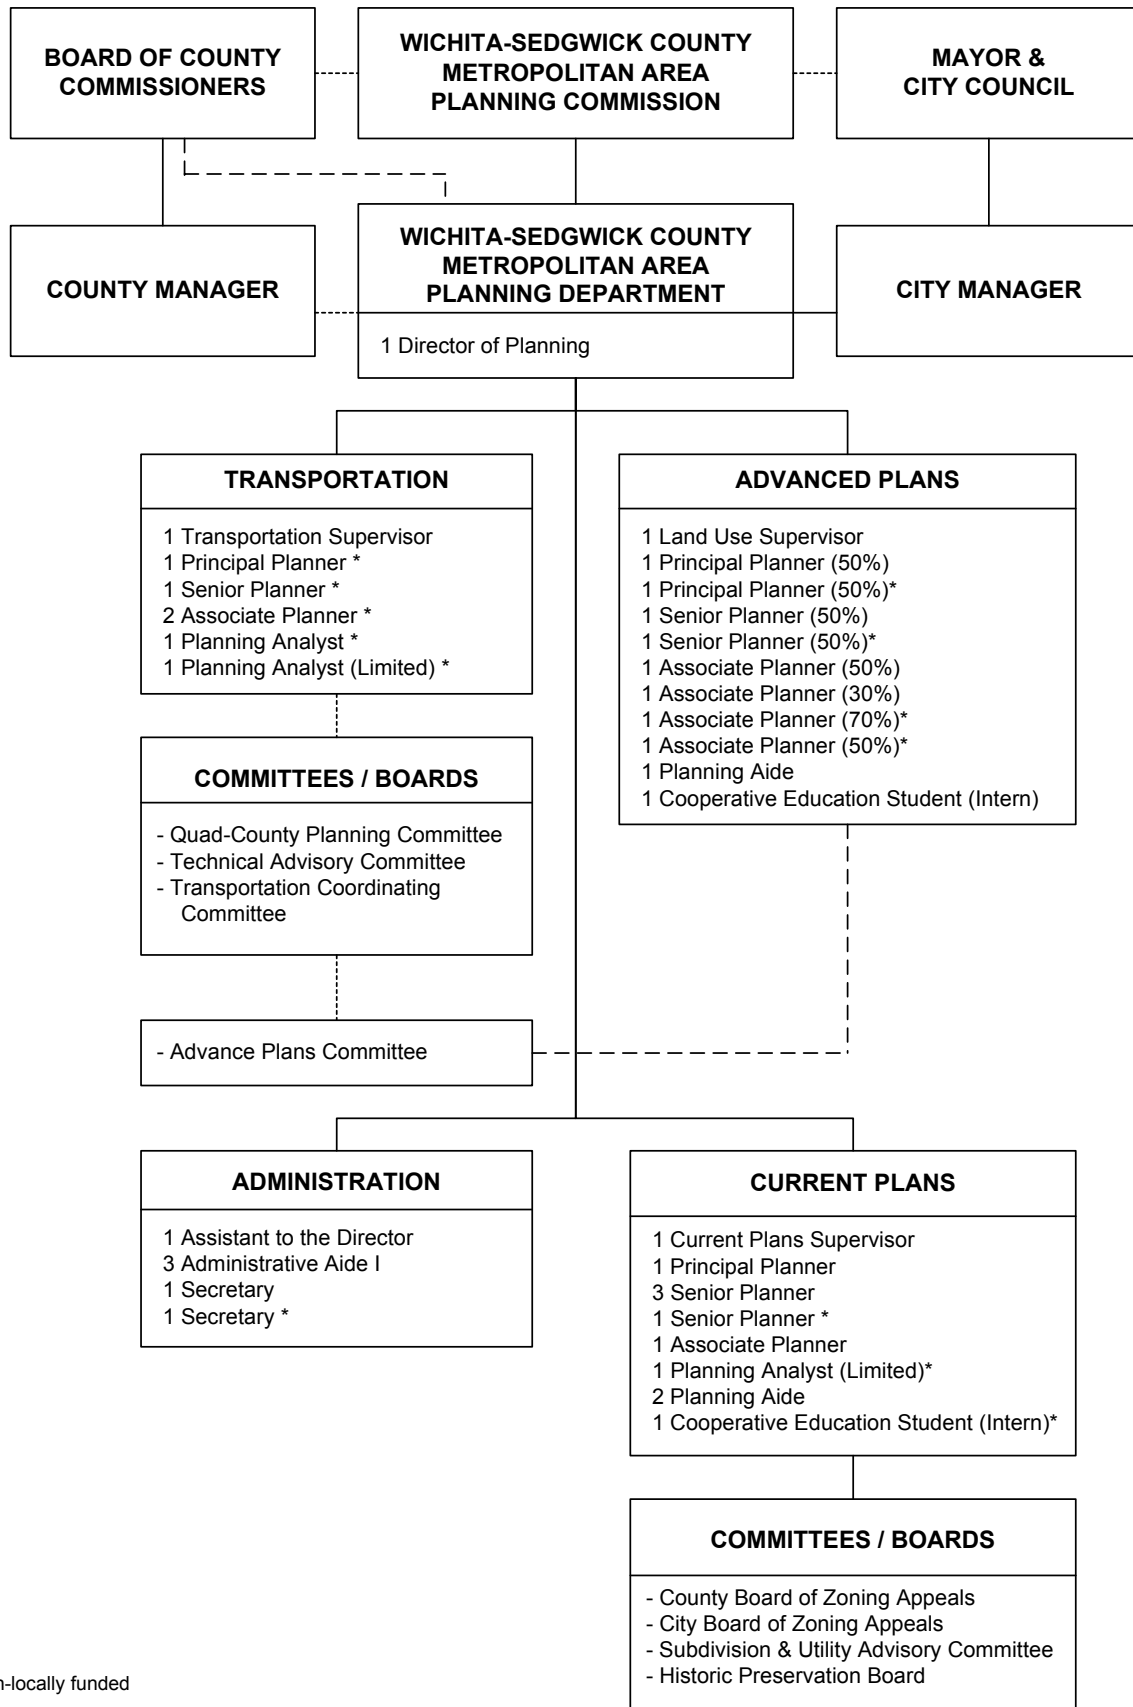 BOARD OF COUNTY
COMMISSIONERS
WICHITA-SEDGWICK COUNTY
METROPOLITAN AREA
PLANNING COMMISSION
MAYOR &
CITY COUNCIL
COUNTY MANAGER
WICHITA-SEDGWICK COUNTY
METROPOLITAN AREA
PLANNING DEPARTMENT
1 Director of Planning
CITY MANAGER
TRANSPORTATION
1 Transportation Supervisor
1 Principal Planner *
1 Senior Planner *
2 Associate Planner *
1 Planning Analyst *
1 Planning Analyst (Limited) *
ADVANCED PLANS
1 Land Use Supervisor
1 Principal Planner (50%)
1 Principal Planner (50%)*
1 Senior Planner (50%)
1 Senior Planner (50%)*
1 Associate Planner (50%)
1 Associate Planner (30%)
1 Associate Planner (70%)*
1 Associate Planner (50%)*
1 Planning Aide
1 Cooperative Education Student (Intern)
COMMITTEES / BOARDS
- Quad-County Planning Committee
- Technical Advisory Committee
- Transportation Coordinating
Committee
- Advance Plans Committee
ADMINISTRATION
1 Assistant to the Director
3 Administrative Aide I
1 Secretary
1 Secretary *
CURRENT PLANS
1 Current Plans Supervisor
1 Principal Planner
3 Senior Planner
1 Senior Planner *
1 Associate Planner
1 Planning Analyst (Limited)*
2 Planning Aide
1 Cooperative Education Student (Intern)*
COMMITTEES / BOARDS
- County Board of Zoning Appeals
- City Board of Zoning Appeals
- Subdivision & Utility Advisory Committee
- Historic Preservation Board
n-locally funded